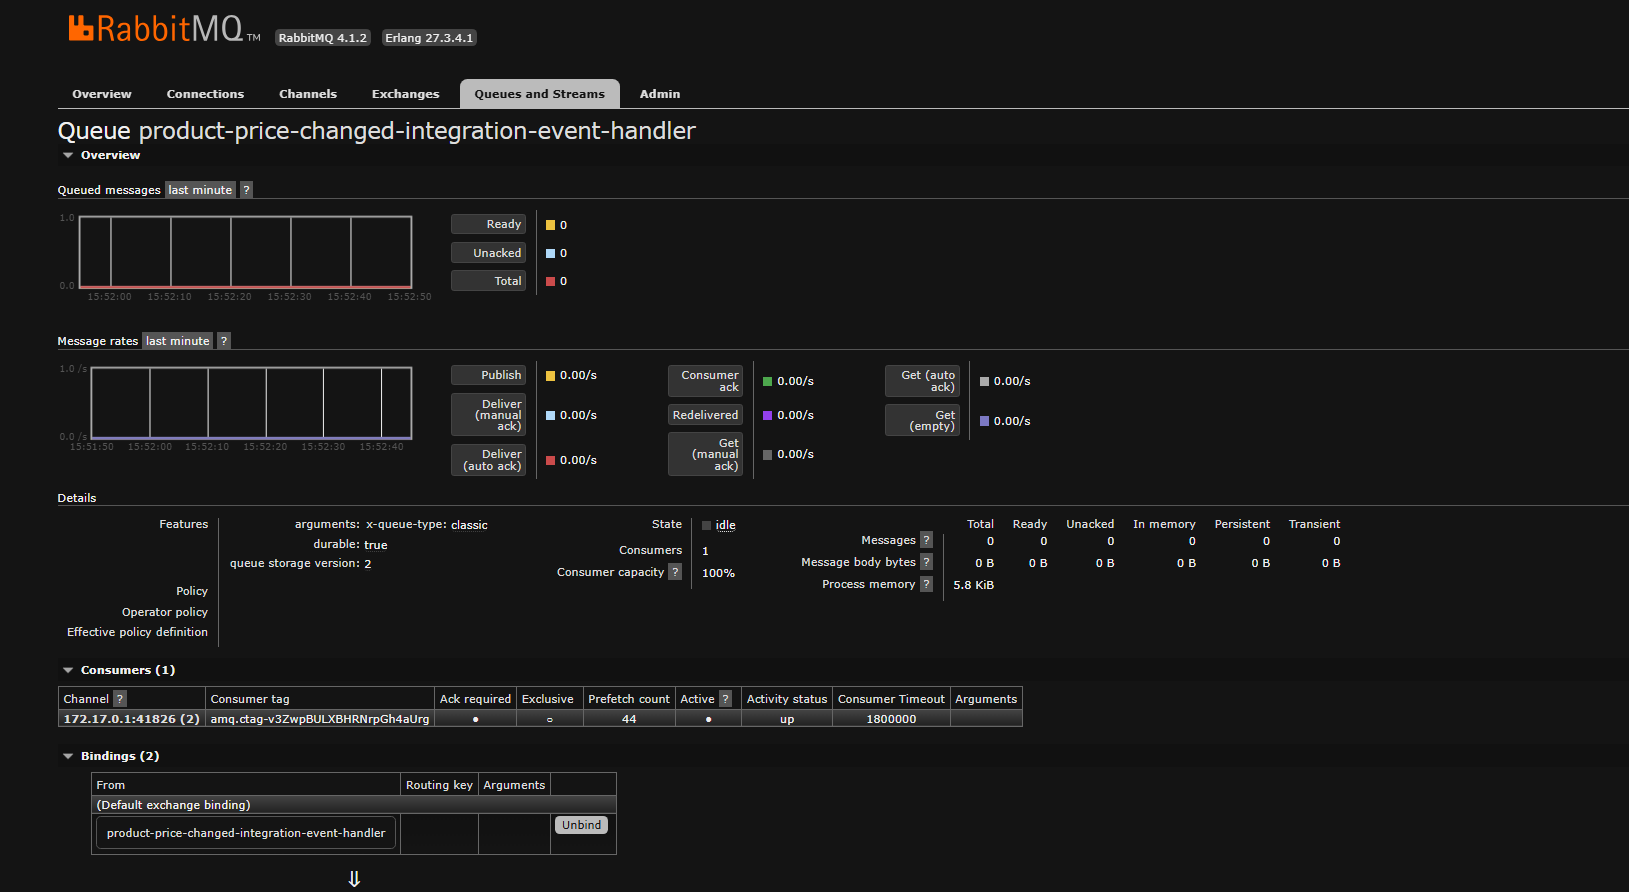 RabbitMQ TM RabbitMQ 4.1.2 Erlang 27.3.4.1
Overview Connections Channels Exchanges Queues and Streams Admin
Queue product-price-changed-integration-event-handler
Overview
Queued messages last minute ?
1.0
0.0
15:52:00 15:52:10 15:52:20 15:52:30 15:52:40 15:52:50
Ready 0
Unacked 0
Total 0
Message rates last minute ?
1.0 /s
0.0 /s
15:51:50 15:52:00 15:52:10 15:52:20 15:52:30 15:52:40
Publish 0.00/s
Deliver
(manual
ack)
0.00/s
Deliver
(auto ack)
0.00/s
Consumer
ack
0.00/s
Redelivered 0.00/s
Get
(manual
ack)
0.00/s
Get (auto
ack)
0.00/s
Get
(empty)
0.00/s
Details
Features
arguments: x-queue-type: classic
durable: true
queue storage version: 2
Policy
Operator policy
Effective policy definition
State idle
Consumers 1
Consumer capacity ? 100%
Total Ready Unacked In memory Persistent Transient
Messages ? 0 0 0 0 0 0
Message body bytes ? 0 B 0 B 0 B 0 B 0 B 0 B
Process memory ? 5.8 KiB
Consumers (1)
Channel ? Consumer tag Ack required Exclusive Prefetch count Active ? Activity status Consumer Timeout Arguments
172.17.0.1:41826 (2) amq.ctag-v3ZwpBULXBHRNrpGh4aUrg ● ○ 44 ● up 1800000
Bindings (2)
From Routing key Arguments
(Default exchange binding)
product-price-changed-integration-event-handler Unbind
⇓